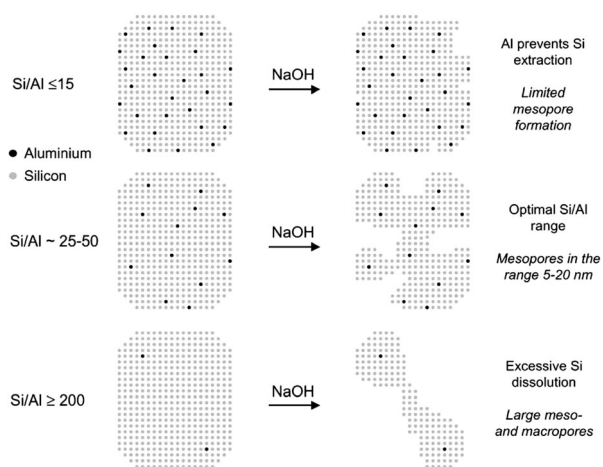 Si/Al ≤15
NaOH
Al prevents Si
extraction
Limited
mesopore
formation
Aluminium
Silicon
Si/Al ~ 25-50
NaOH
Optimal Si/Al
range
Mesopores in the
range 5-20 nm
Si/Al ≥ 200
NaOH
Excessive Si
dissolution
Large meso-
and macropores